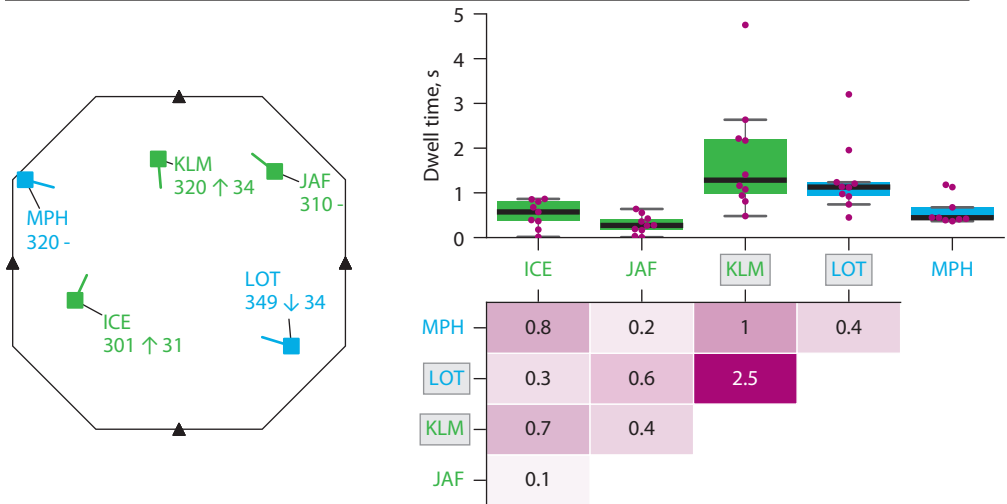 KLM
320 ↑ 34
JAF
310 -
MPH
320 -
LOT
349 ↓ 34
ICE
301 ↑ 31
Dwell time, s
5
4
3
2
1
0
ICE JAF KLM LOT MPH
MPH 0.8 0.2 1 0.4
LOT 0.3 0.6 2.5
KLM 0.7 0.4
JAF 0.1